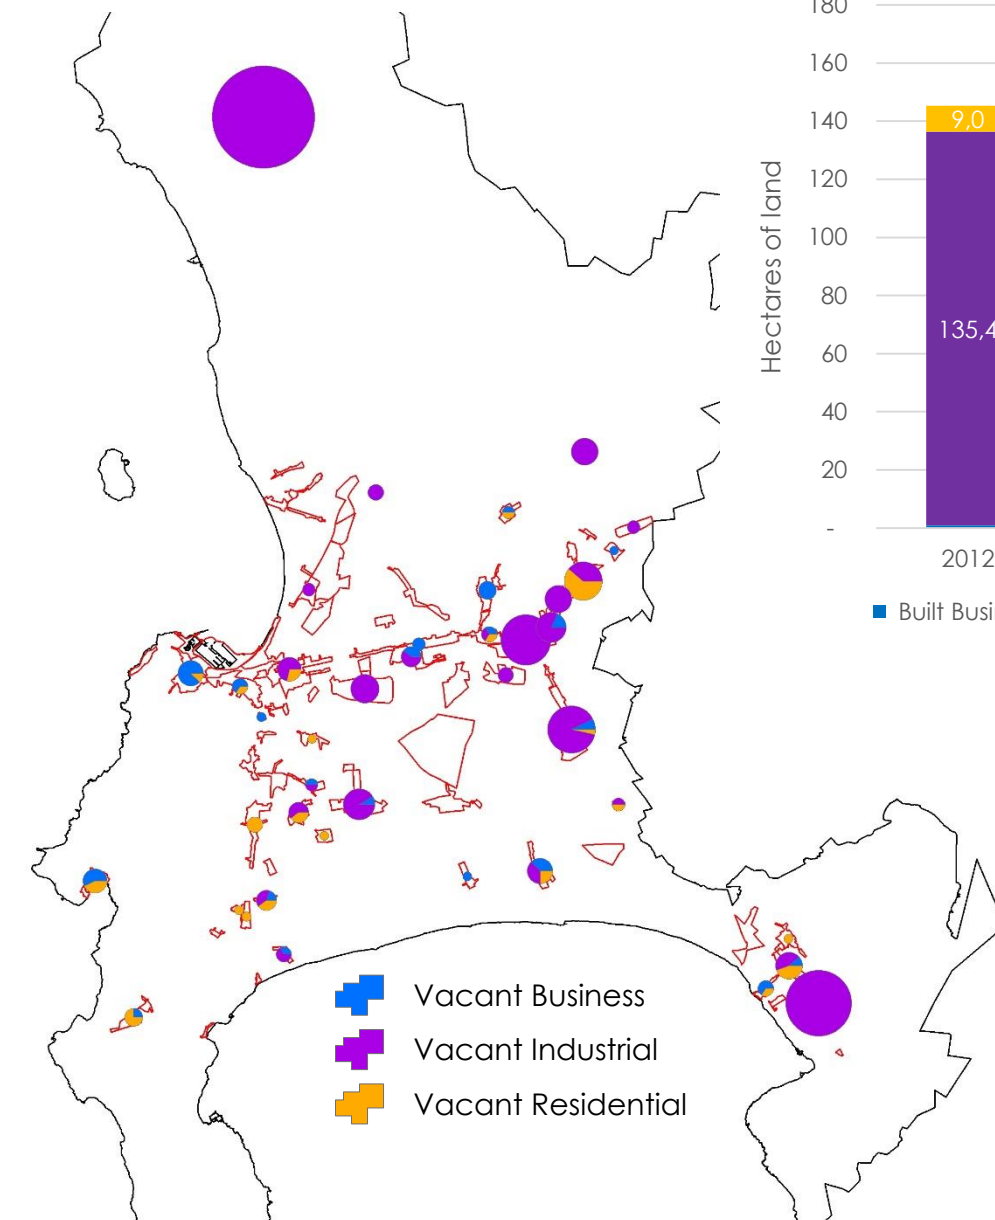 180
160
140
120
100
80
60
40
20
-
Hectares of land
9,0
135,4
2012
Built Busi
Vacant Business
Vacant Industrial
Vacant Residential